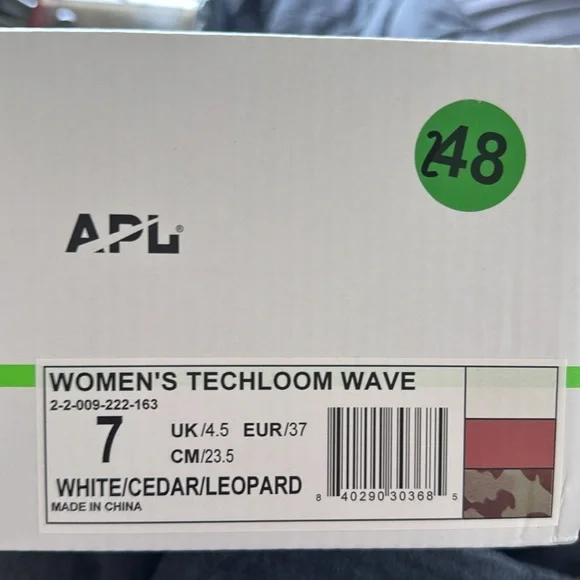 248
APL®
WOMEN'S TECHLOOM WAVE
2-2-009-222-163
7
UK/4.5 EUR/37
CM/23.5
WHITE/CEDAR/LEOPARD
MADE IN CHINA
8 40290 30368 5